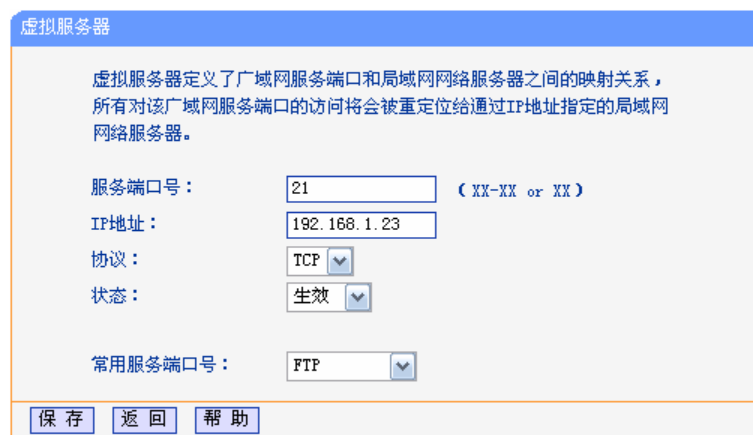 虚拟服务器
虚拟服务器定义了广域网服务端口和局域网网络服务器之间的映射关系，
所有对该广域网服务端口的访问将会被重定位给通过IP地址指定的局域网
网络服务器。
服务端口号： 21 （XX-XX or XX）
IP地址： 192.168.1.23
协议： TCP
状态： 生效
常用服务端口号： FTP
保 存 返 回 帮 助